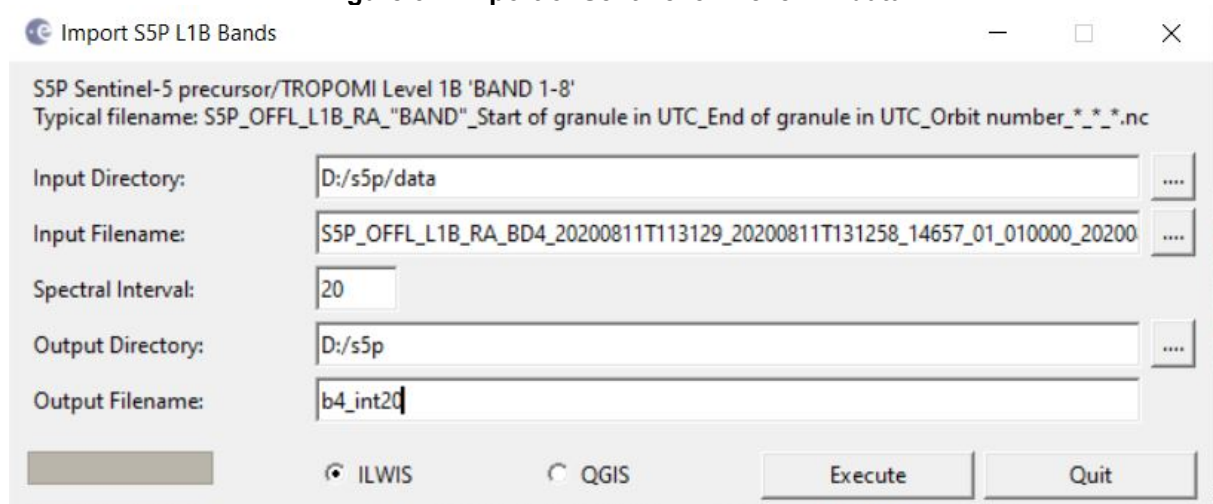 Import S5P L1B Bands
S5P Sentinel-5 precursor/TROPOMI Level 1B 'BAND 1-8'
Typical filename: S5P_OFFL_L1B_RA_"BAND"_Start of granule in UTC_End of granule in UTC_Orbit number_*_*_*.nc
Input Directory: D:/s5p/data ....
Input Filename: S5P_OFFL_L1B_RA_BD4_20200811T113129_20200811T131258_14657_01_010000_20200 ....
Spectral Interval: 20
Output Directory: D:/s5p ....
Output Filename: b4_int20
ILWIS QGIS Execute Quit